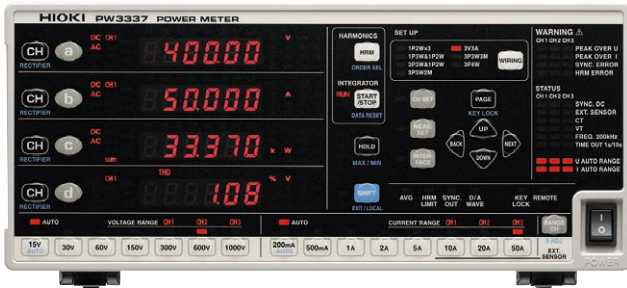 HIOKI PW3337 POWER METER
CH a DC CH1 AC 400.00 V
RECTIFIER
CH b DC CH1 AC 50.000 A
RECTIFIER
CH c DC AC sum 33.370 k W
RECTIFIER
CH d CH1 THD 1.08 % V
RECTIFIER
HARMONICS
HRM
ORDER SEL
INTEGRATOR
RUN START /STOP
DATA RESET
HOLD
MAX / MIN
SHIFT
EXIT / LOCAL
SET UP
1P2W×3 3V3A
1P2W&1P2W 3P3W3M
3P3W&1P2W 3P4W
3P3W2M
WIRING
CH SET
MEAS. SET
INTER- FACE
PAGE
KEY LOCK
UP
BACK NEXT
DOWN
AVG HRM LIMIT SYNC. OUT D/A WAVE KEY LOCK REMOTE
WARNING
CH1 CH2 CH3
PEAK OVER U
PEAK OVER I
SYNC. ERROR
HRM ERROR
STATUS
CH1 CH2 CH3
SYNC. DC
EXT. SENSOR
CT
VT
FREQ. 200kHz
TIME OUT 1s/10s
U AUTO RANGE
I AUTO RANGE
AUTO VOLTAGE RANGE CH1 CH2 CH3
15V AUTO 30V 60V 150V 300V 600V 1000V
AUTO CURRENT RANGE CH1 CH2 CH3
200mA AUTO 500mA 1A 2A 5A 10A 20A 50A
RANGE CH
EXT. SENSOR
POWER